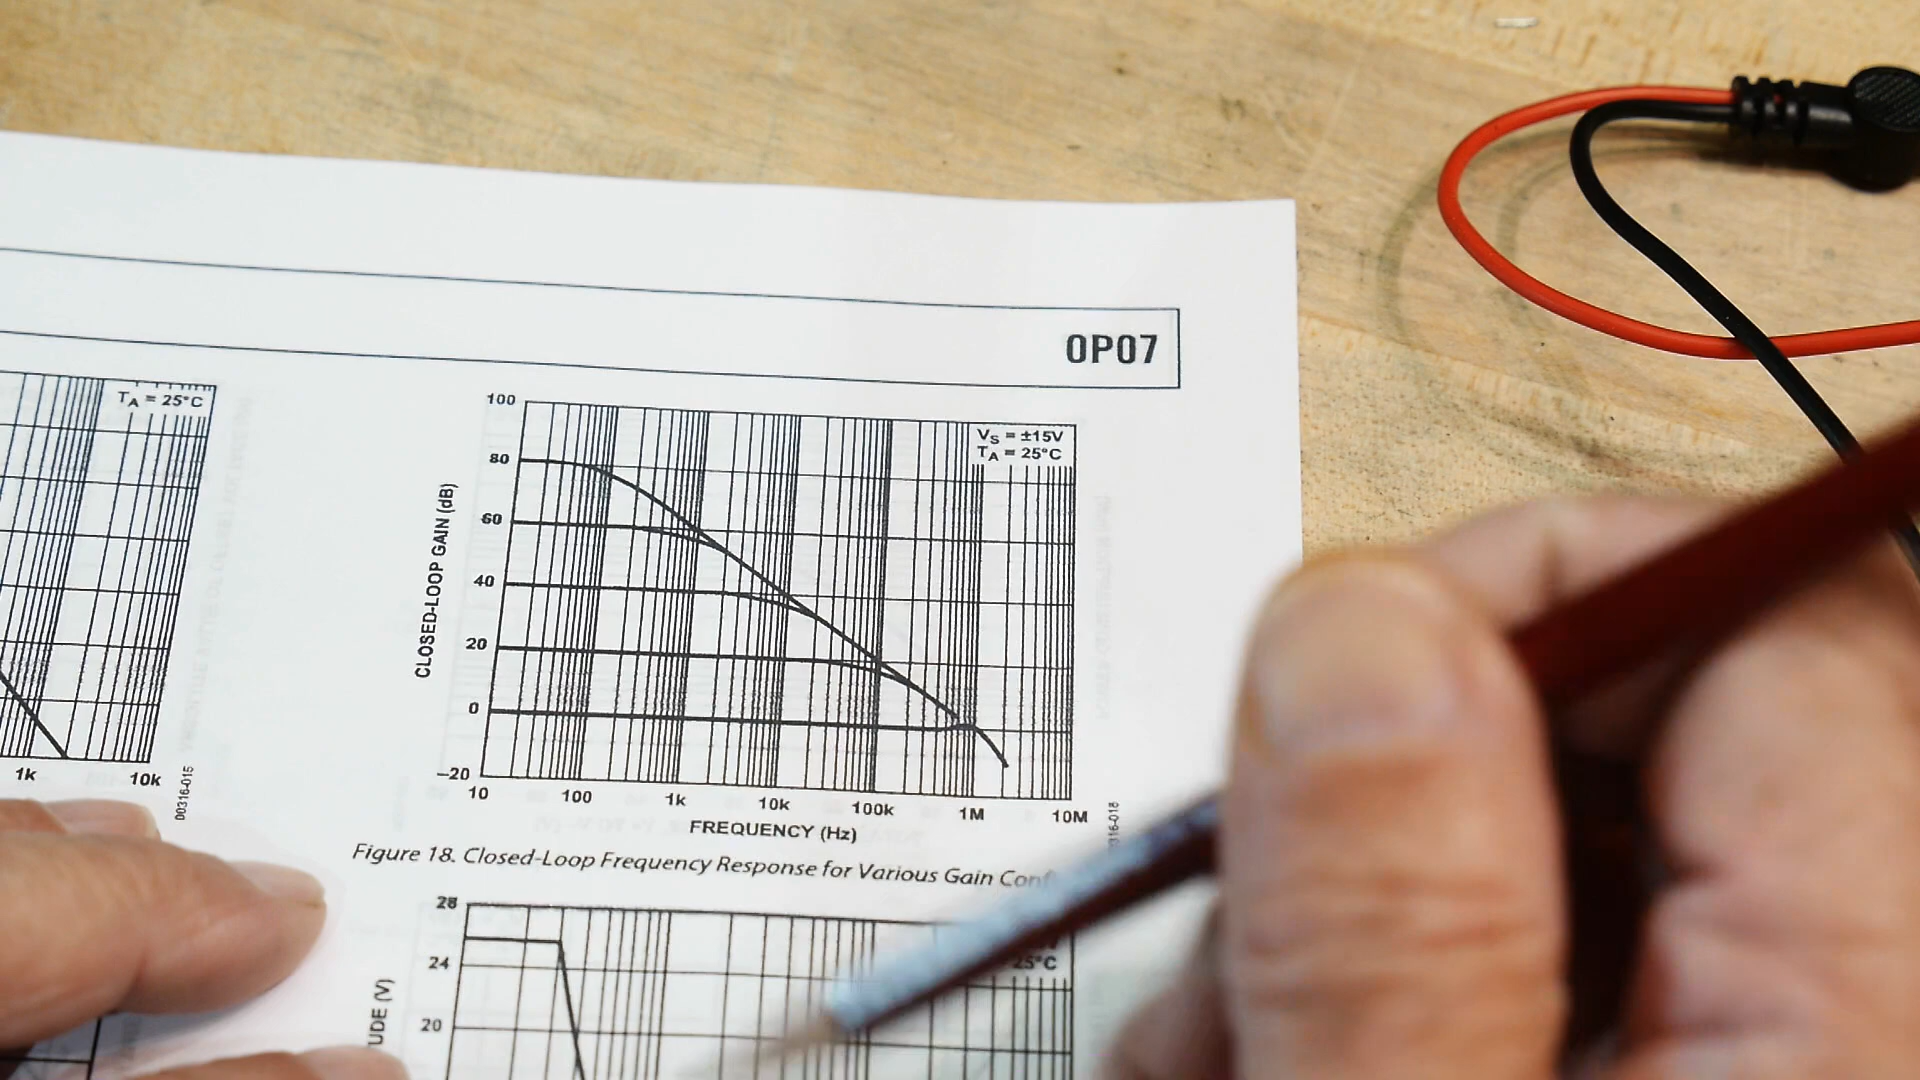 OP07
TA = 25°C
1k
10k
00316-015
100
80
60
40
20
0
–20
CLOSED-LOOP GAIN (dB)
VS = ±15V
TA = 25°C
10
100
1k
10k
100k
1M
10M
FREQUENCY (Hz)
316-018
Figure 18. Closed-Loop Frequency Response for Various Gain Conf
28
24
20
UDE (V)
25°C